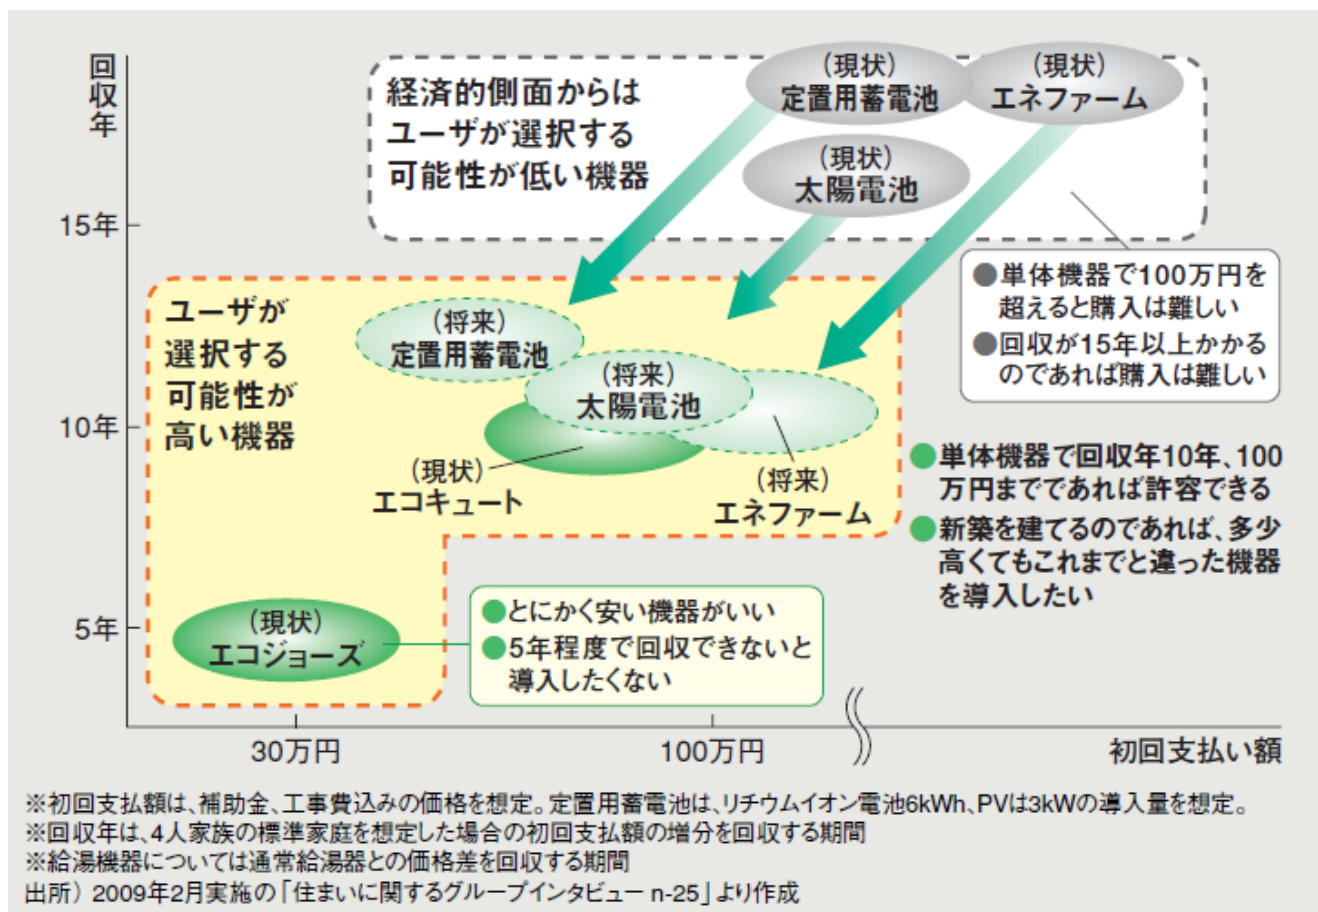 回収年
経済的側面からは
ユーザが選択する
可能性が低い機器
(現状)
定置用蓄電池
(現状)
エネファーム
(現状)
太陽電池
15年
●単体機器で100万円を
超えると購入は難しい
●回収が15年以上かかる
のであれば購入は難しい
ユーザが
選択する
可能性が
高い機器
(将来)
定置用蓄電池
(将来)
太陽電池
10年
(現状)
エコキュート
(将来)
エネファーム
●単体機器で回収年10年、100
万円までであれば許容できる
●新築を建てるのであれば、多少
高くてもこれまでと違った機器
を導入したい
5年
(現状)
エコジョーズ
●とにかく安い機器がいい
●5年程度で回収できないと
導入したくない
30万円
100万円
初回支払い額
※初回支払額は、補助金、工事費込みの価格を想定。定置用蓄電池は、リチウムイオン電池6kWh、PVは3kWの導入量を想定。
※回収年は、4人家族の標準家庭を想定した場合の初回支払額の増分を回収する期間
※給湯機器については通常給湯器との価格差を回収する期間
出所）2009年2月実施の「住まいに関するグループインタビュー n-25」より作成